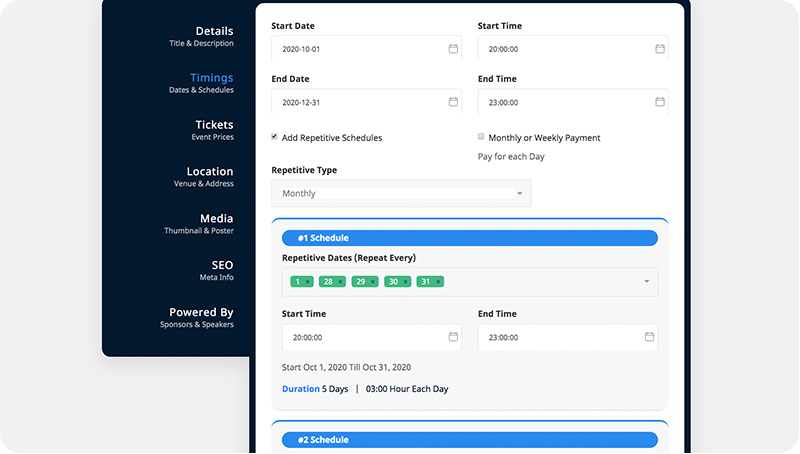 Details
Title & Description
Timings
Dates & Schedules
Tickets
Event Prices
Location
Venue & Address
Media
Thumbnail & Poster
SEO
Meta Info
Powered By
Sponsors & Speakers
Start Date
Start Time
2020-10-01
20:00:00
End Date
End Time
2020-12-31
23:00:00
Add Repetitive Schedules
Monthly or Weekly Payment
Pay for each Day
Repetitive Type
Monthly
#1 Schedule
Repetitive Dates (Repeat Every)
1 × 28 × 29 × 30 × 31 ×
Start Time
End Time
20:00:00
23:00:00
Start Oct 1, 2020 Till Oct 31, 2020
Duration 5 Days | 03:00 Hour Each Day
#2 Schedule